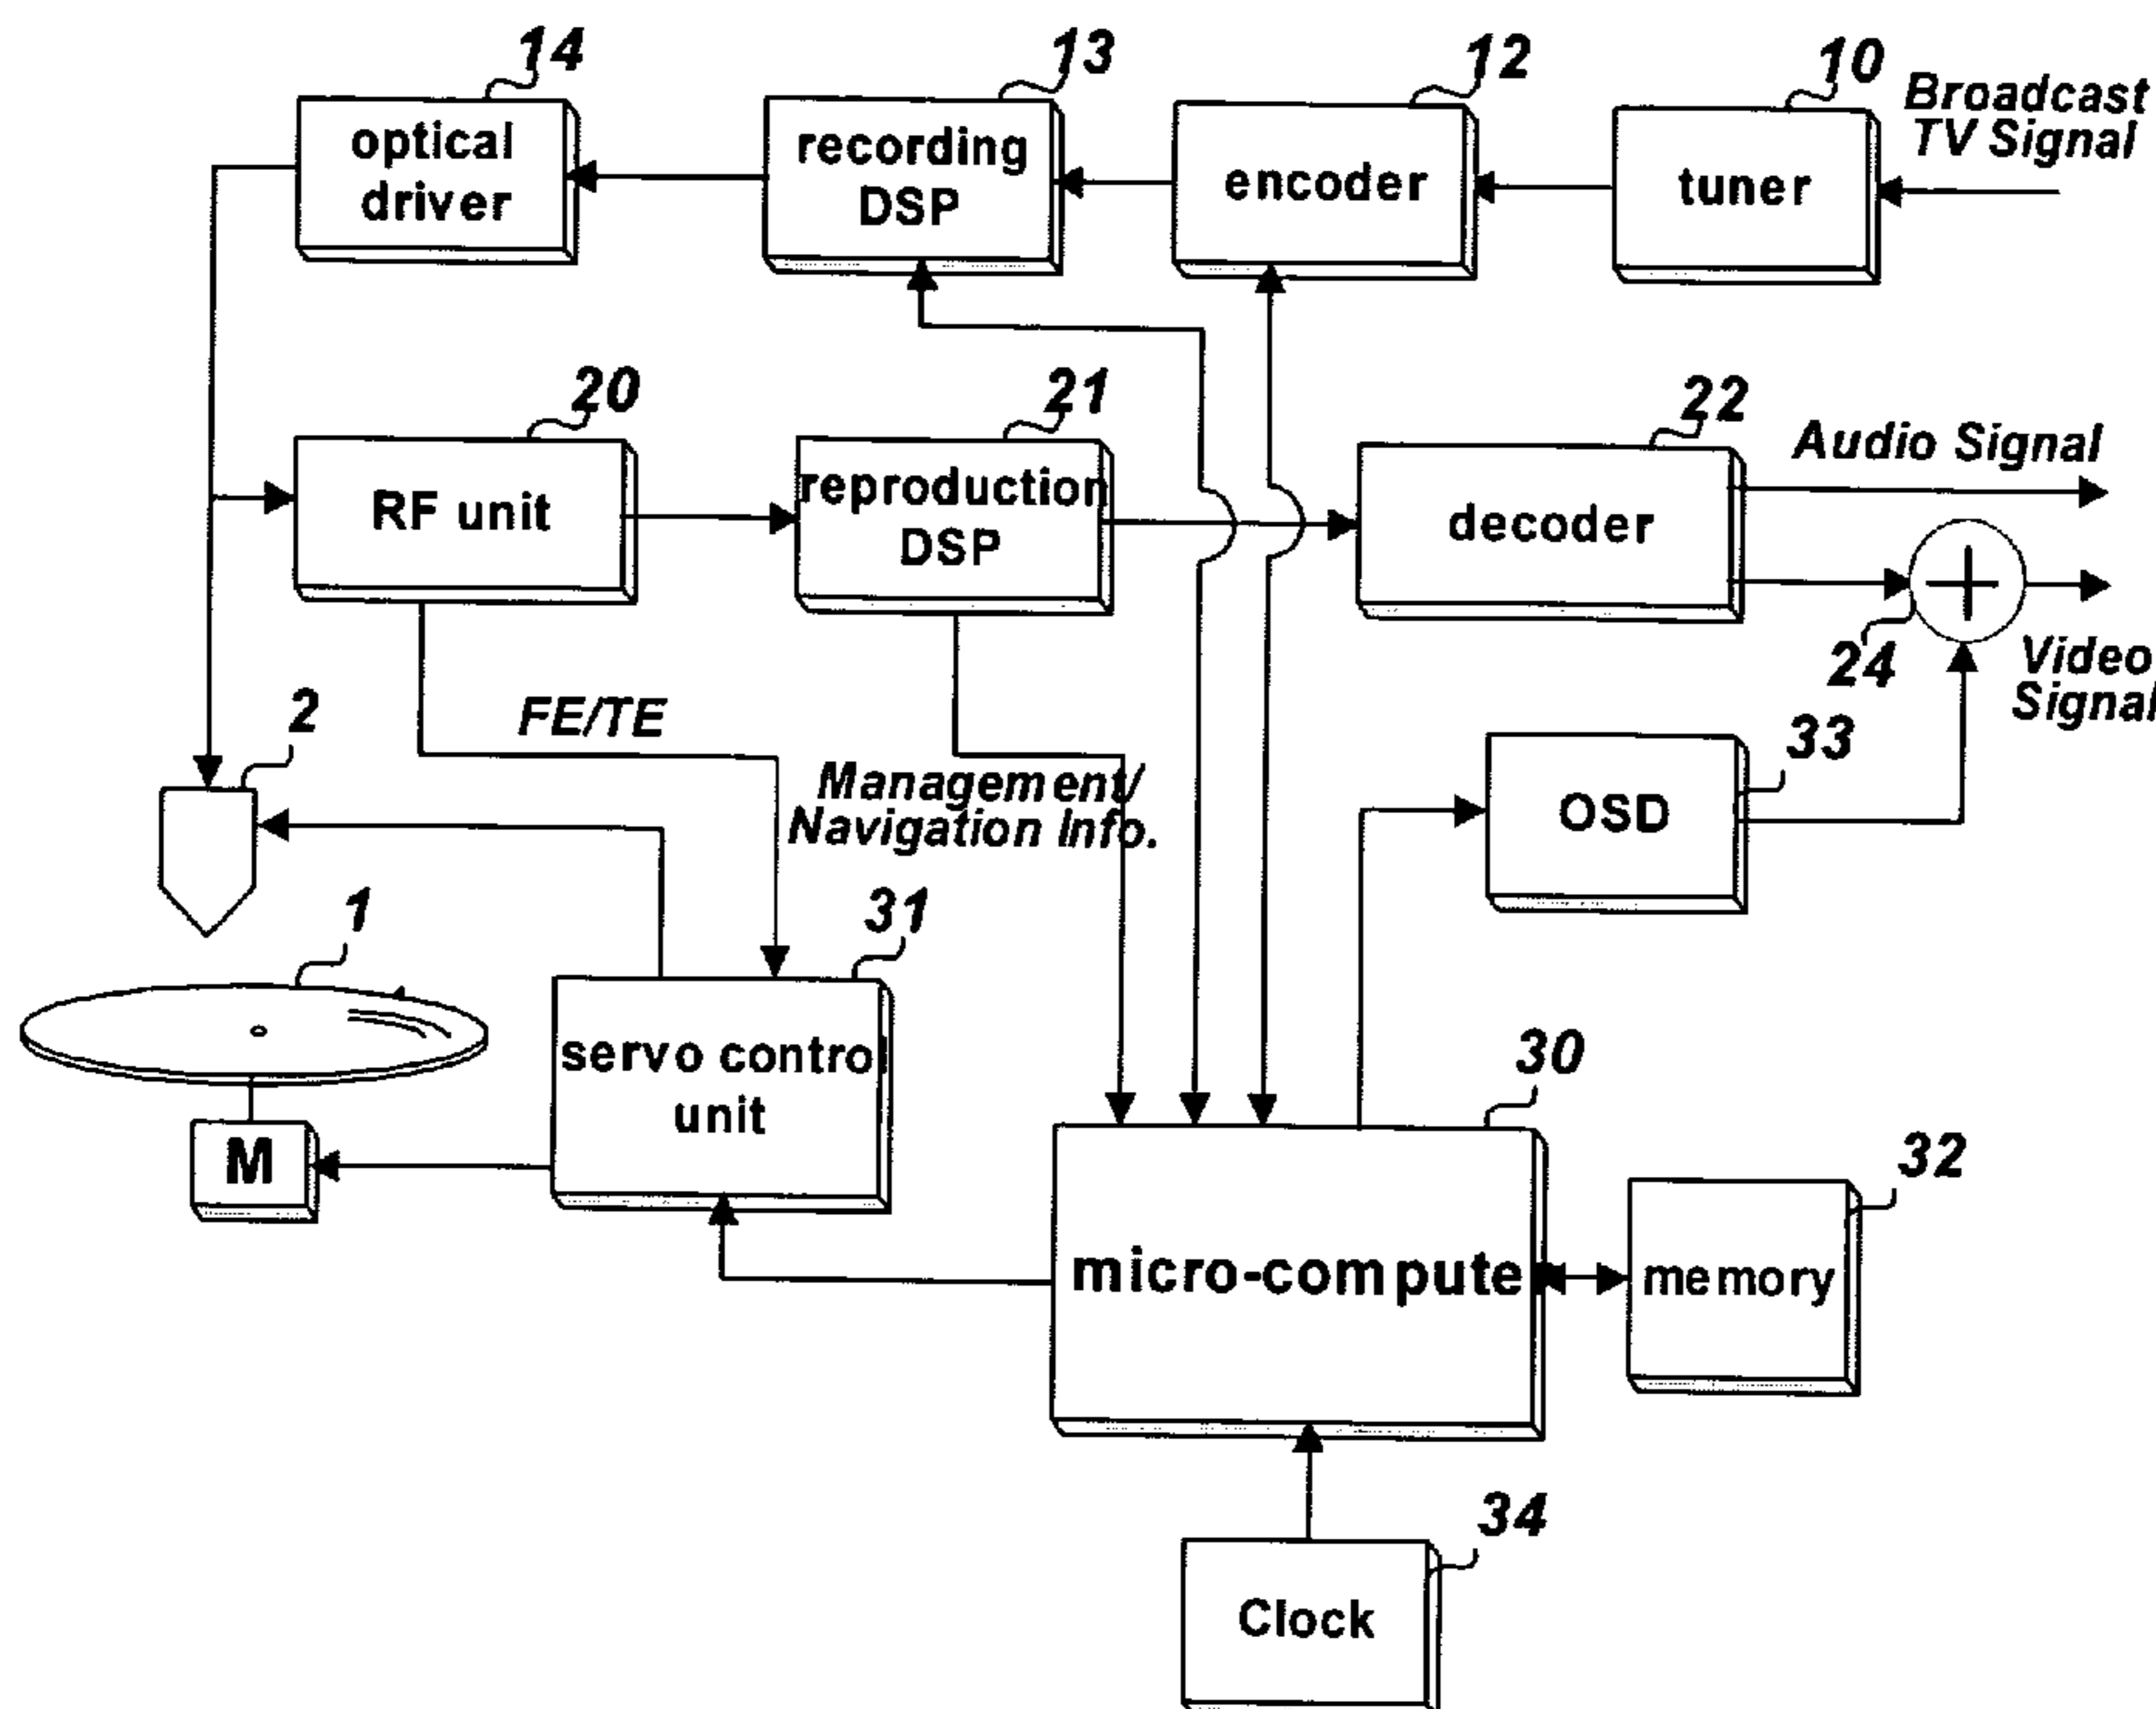 14
13
12
10
Broadcast
TV Signal
optical
driver
recording
DSP
encoder
tuner
20
21
22
Audio Signal
RF unit
reproduction
DSP
decoder
24
Video
Signal
2
FE/TE
Management/
Navigation Info.
33
OSD
1
31
servo contro
unit
30
M
32
micro-compute
memory
34
Clock